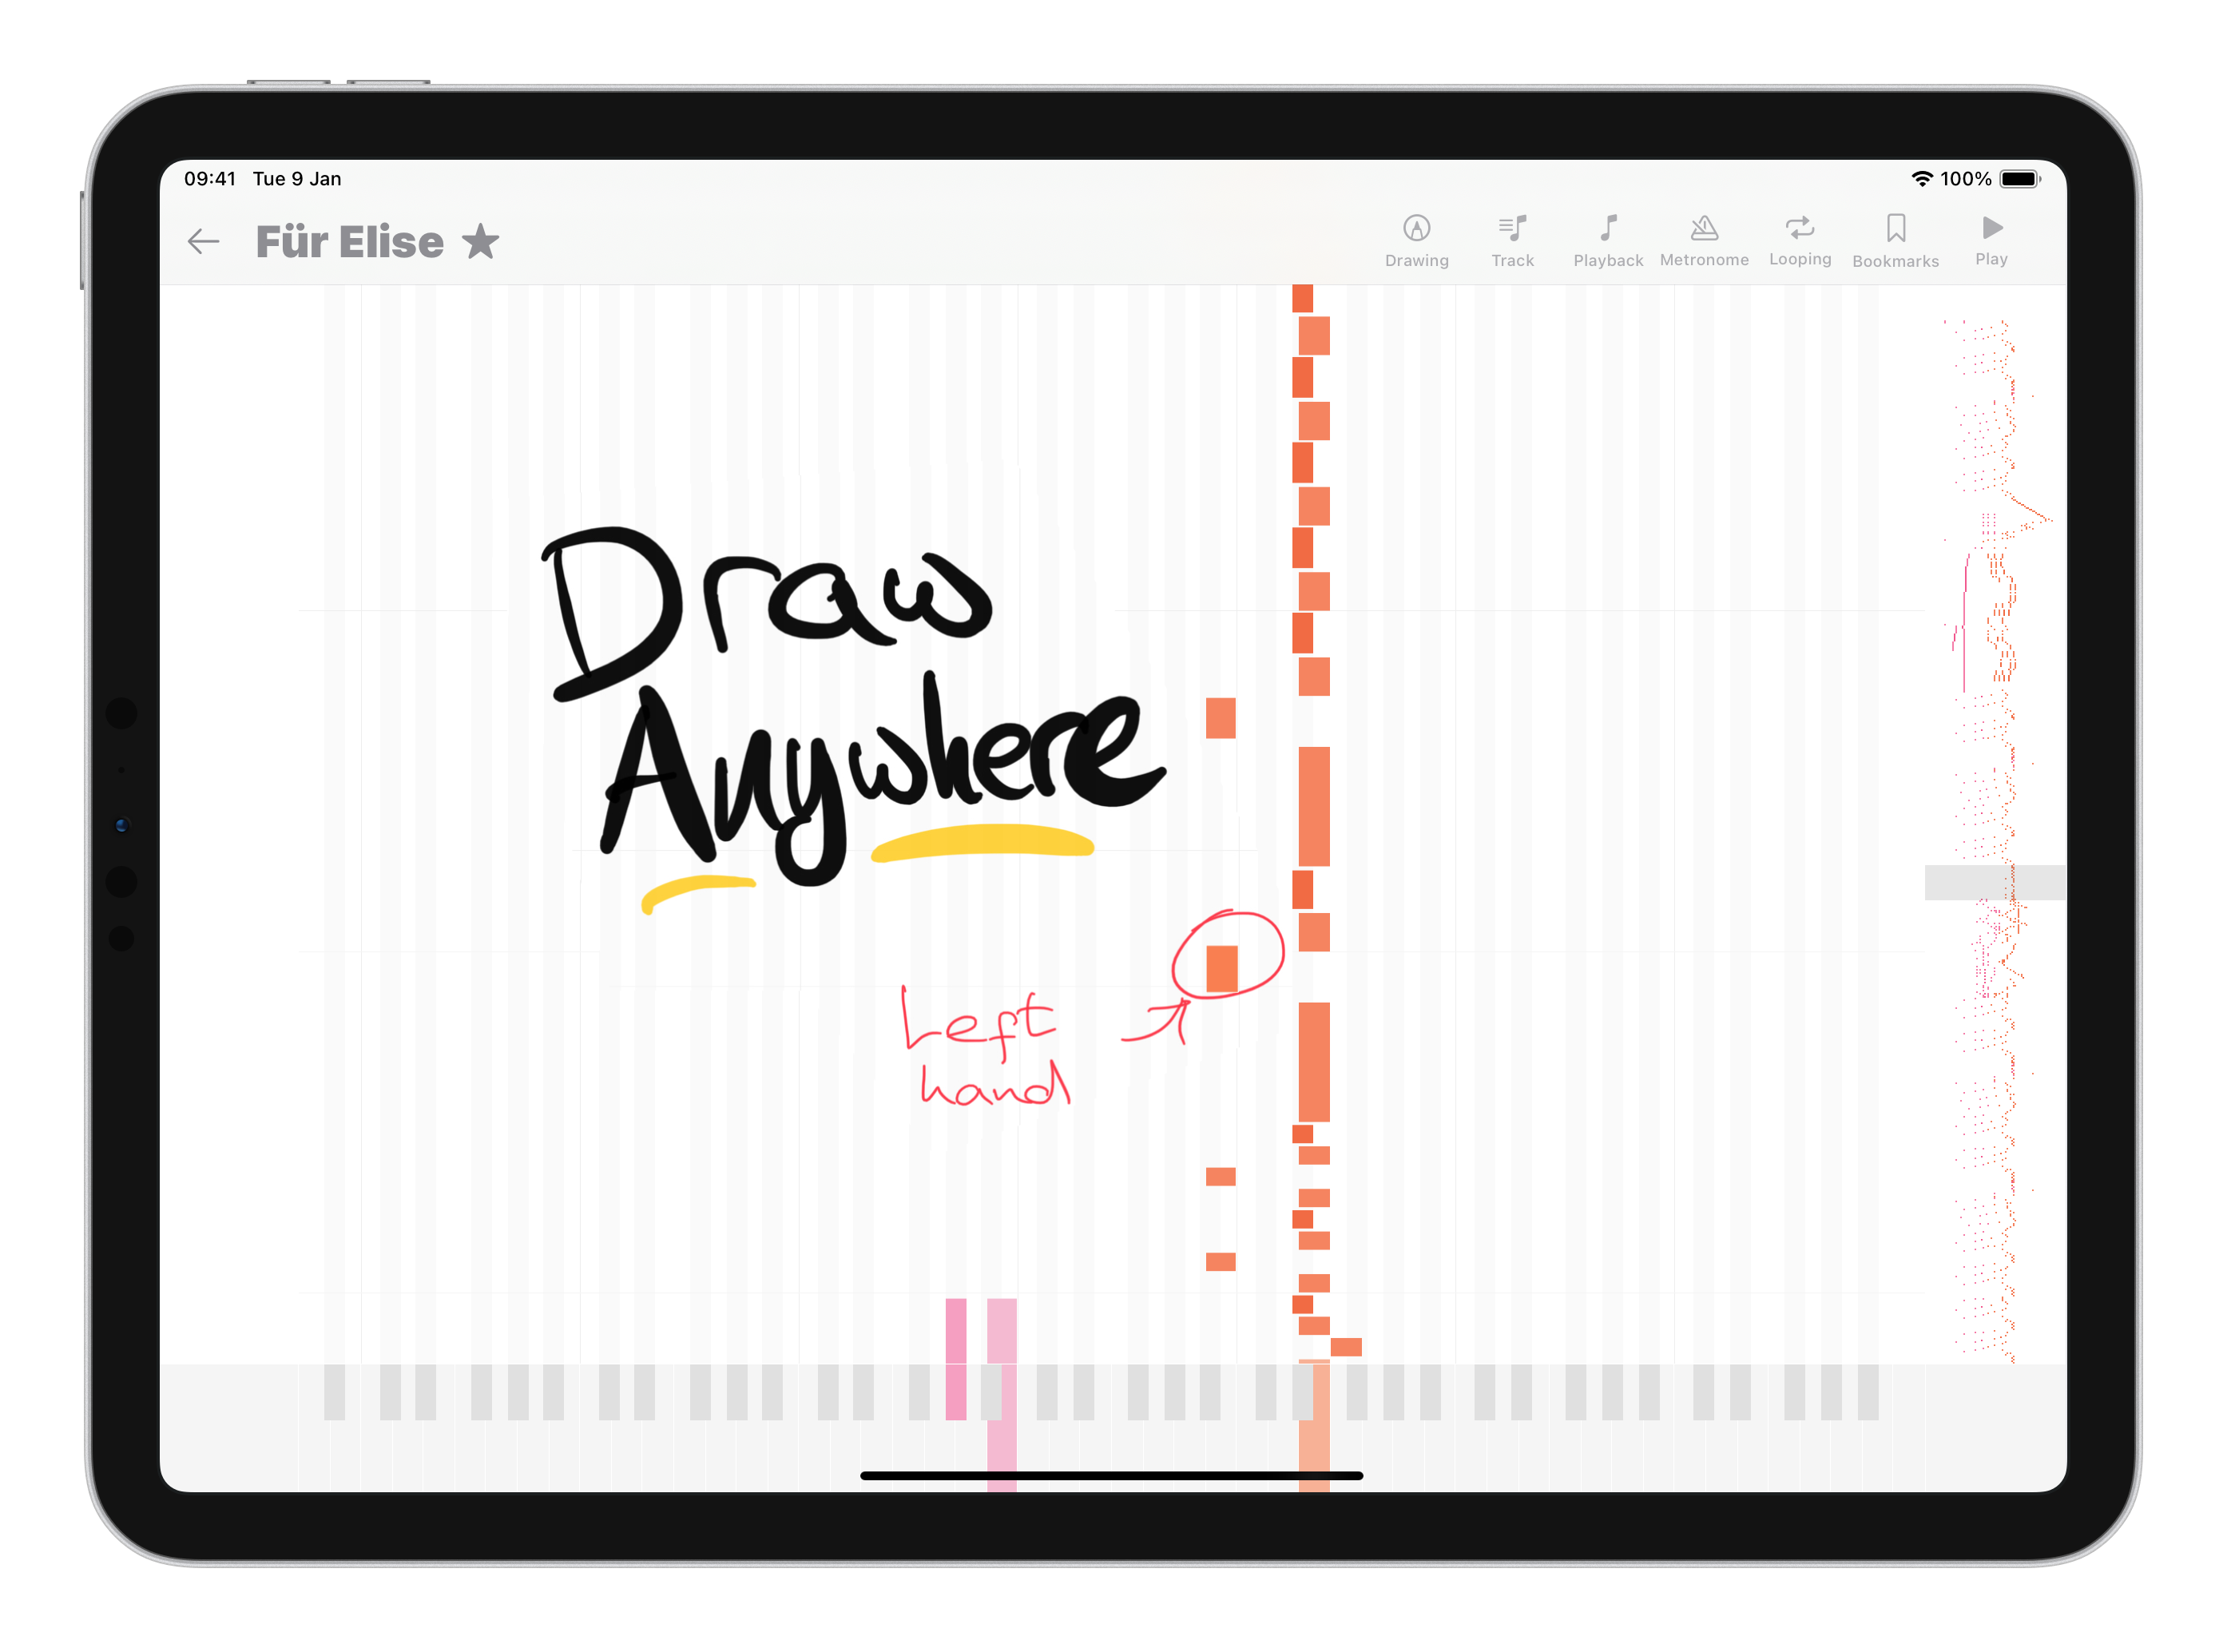 09:41 Tue 9 Jan 100%
Für Elise ★
Drawing Track Playback Metronome Looping Bookmarks Play
Draw
Anywhere
Left
hand